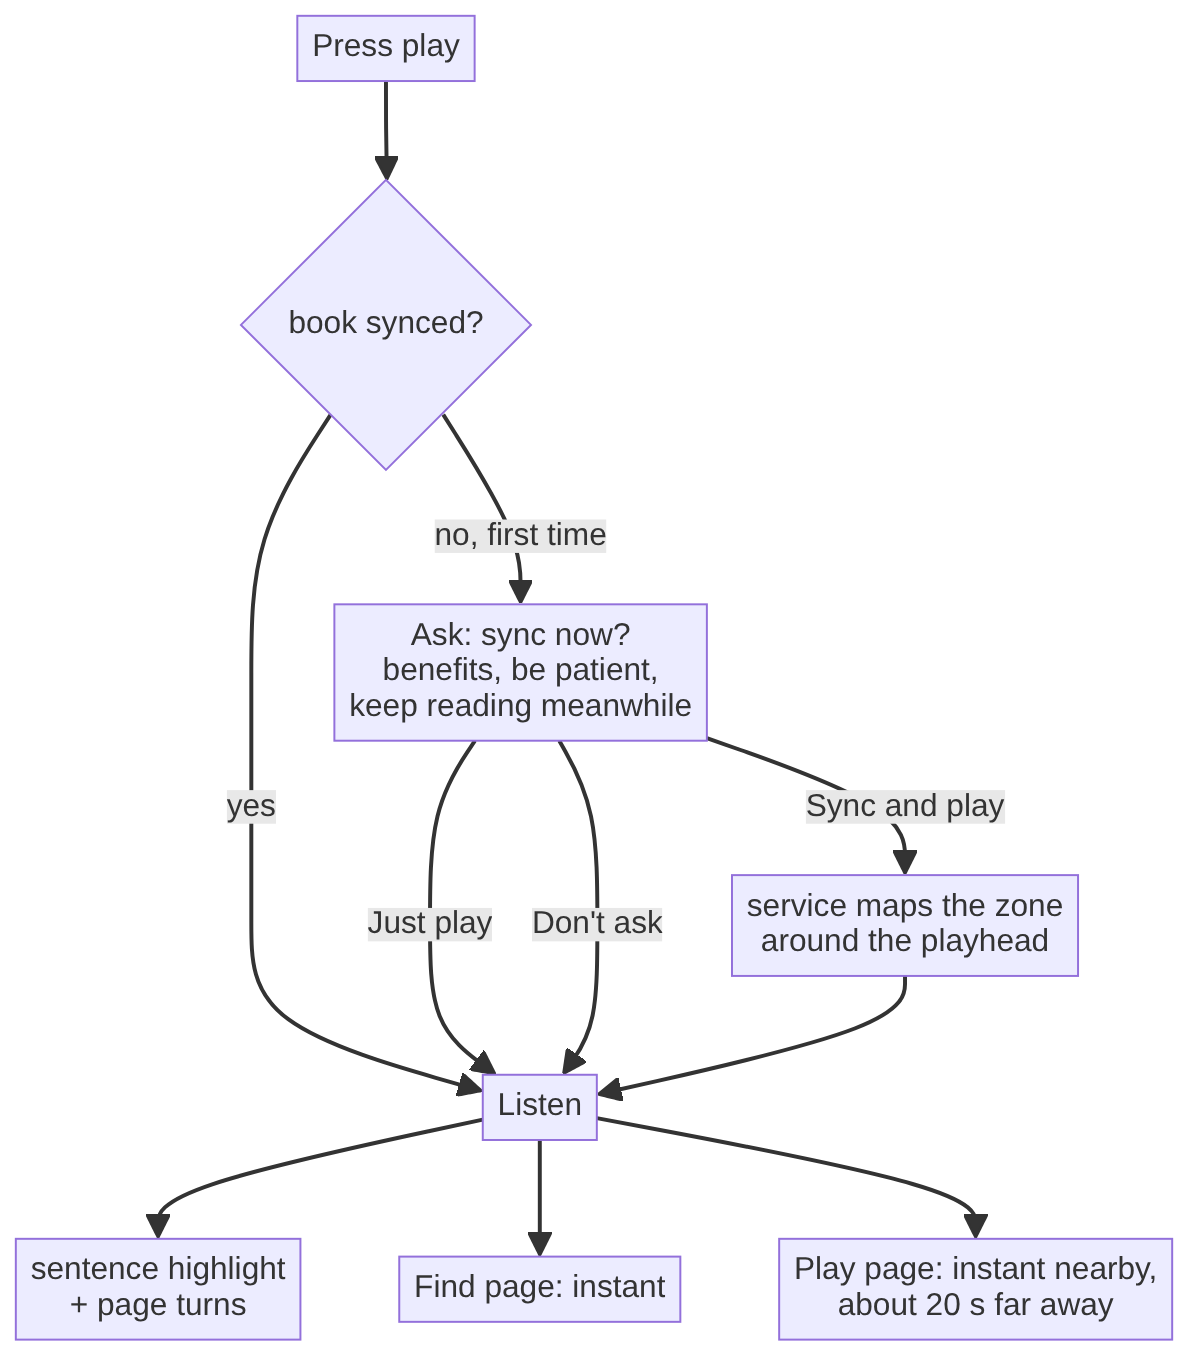 Press play
book synced?
no, first time
Ask: sync now?
benefits, be patient,
keep reading meanwhile
yes
Sync and play
Just play
Don't ask
service maps the zone
around the playhead
Listen
sentence highlight
+ page turns
Find page: instant
Play page: instant nearby,
about 20 s far away